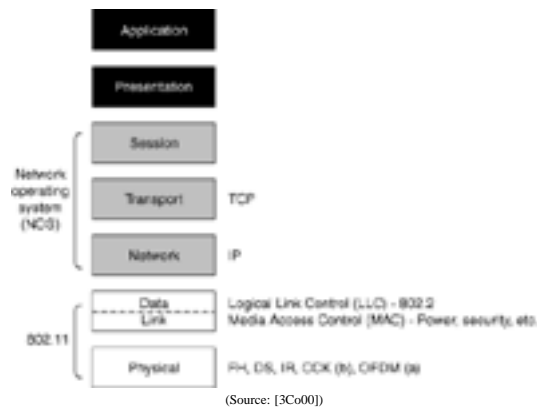 Application
Presentation
Session
Network
operating
system
(NOS)
Transport
TCP
Network
IP
Data
Link
Logical Link Control (LLC) - 802.2
Media Access Control (MAC) - Power, security, etc.
802.11
Physical
FH, DS, IR, CCK (b), OFDM (a)
(Source: [3Co00])